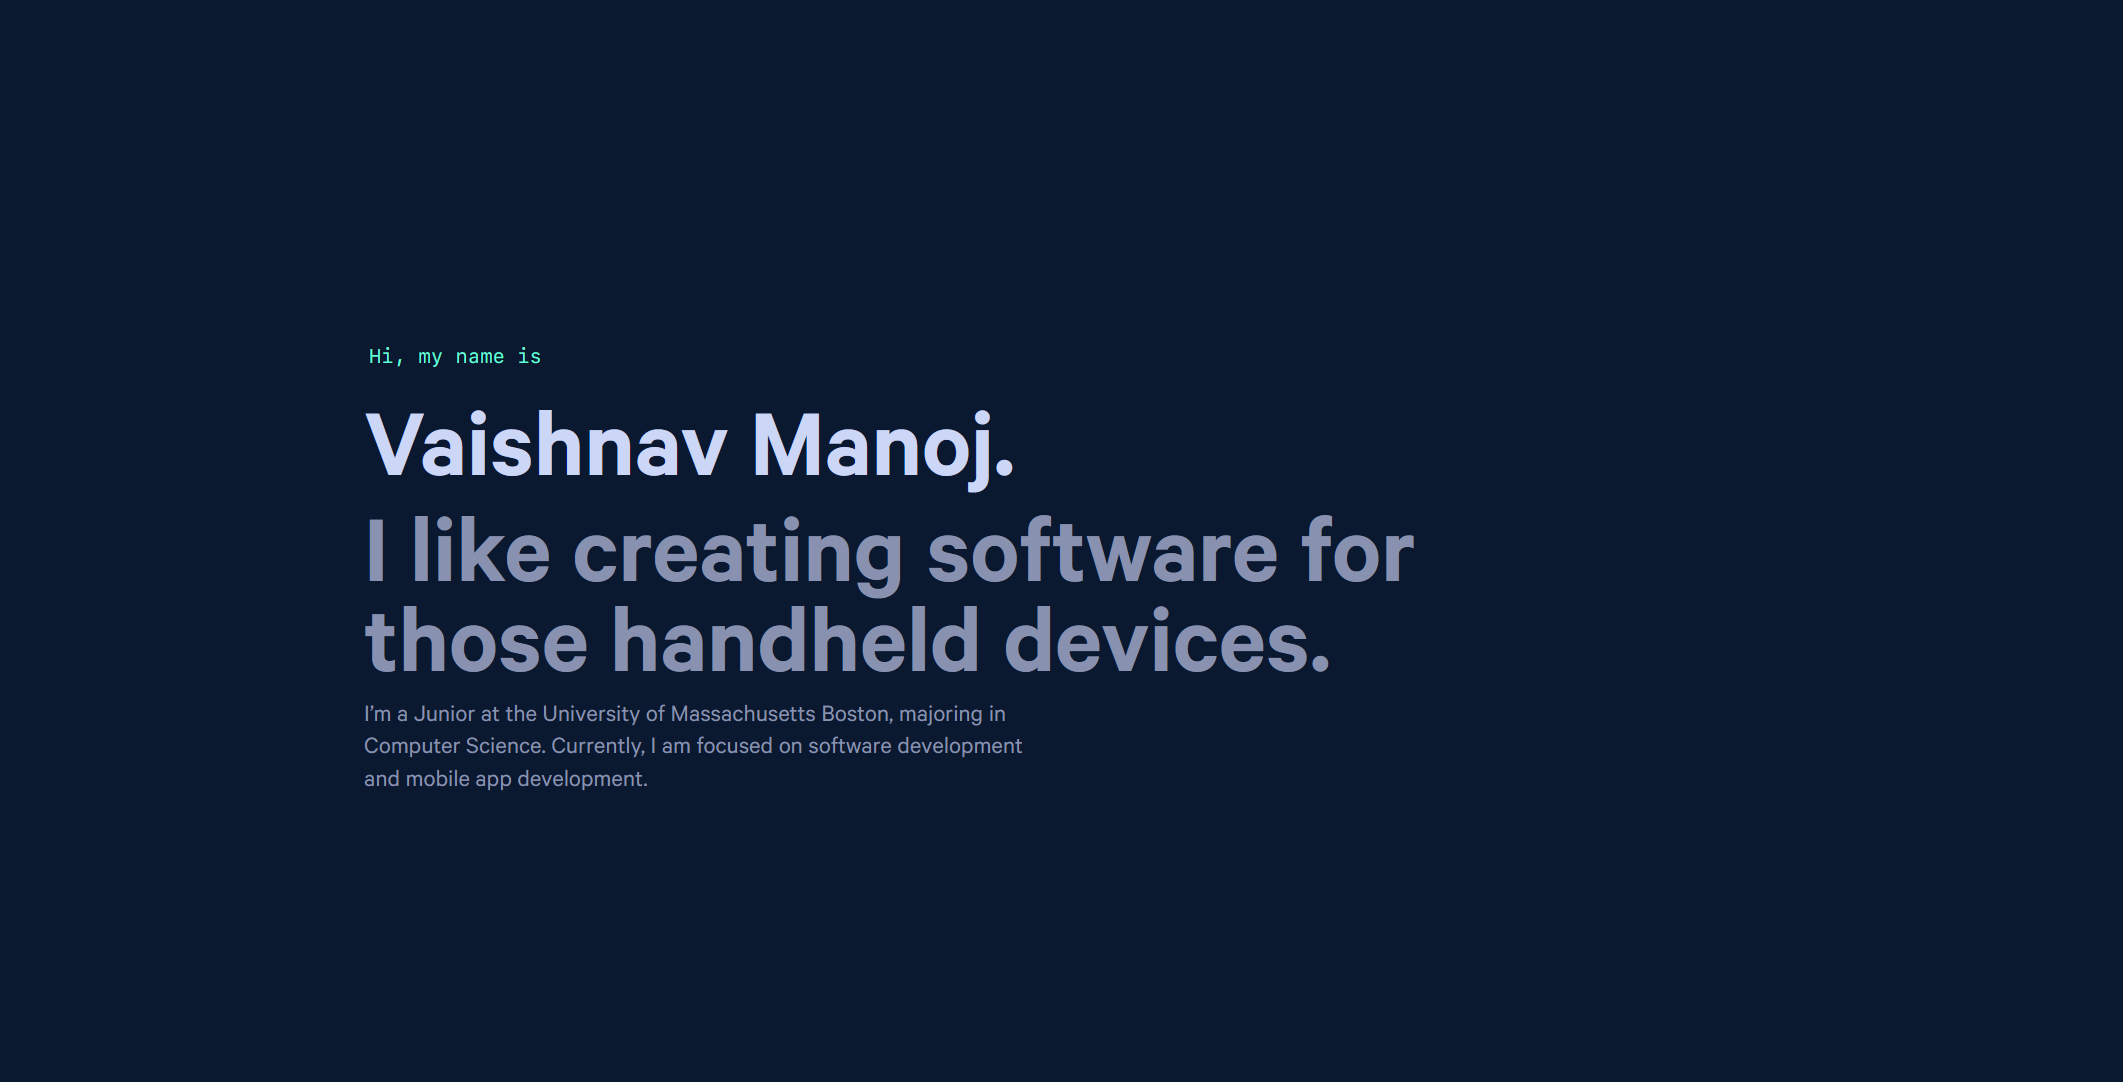 Hi, my name is
Vaishnav Manoj.
I like creating software for
those handheld devices.
I’m a Junior at the University of Massachusetts Boston, majoring in
Computer Science. Currently, I am focused on software development
and mobile app development.